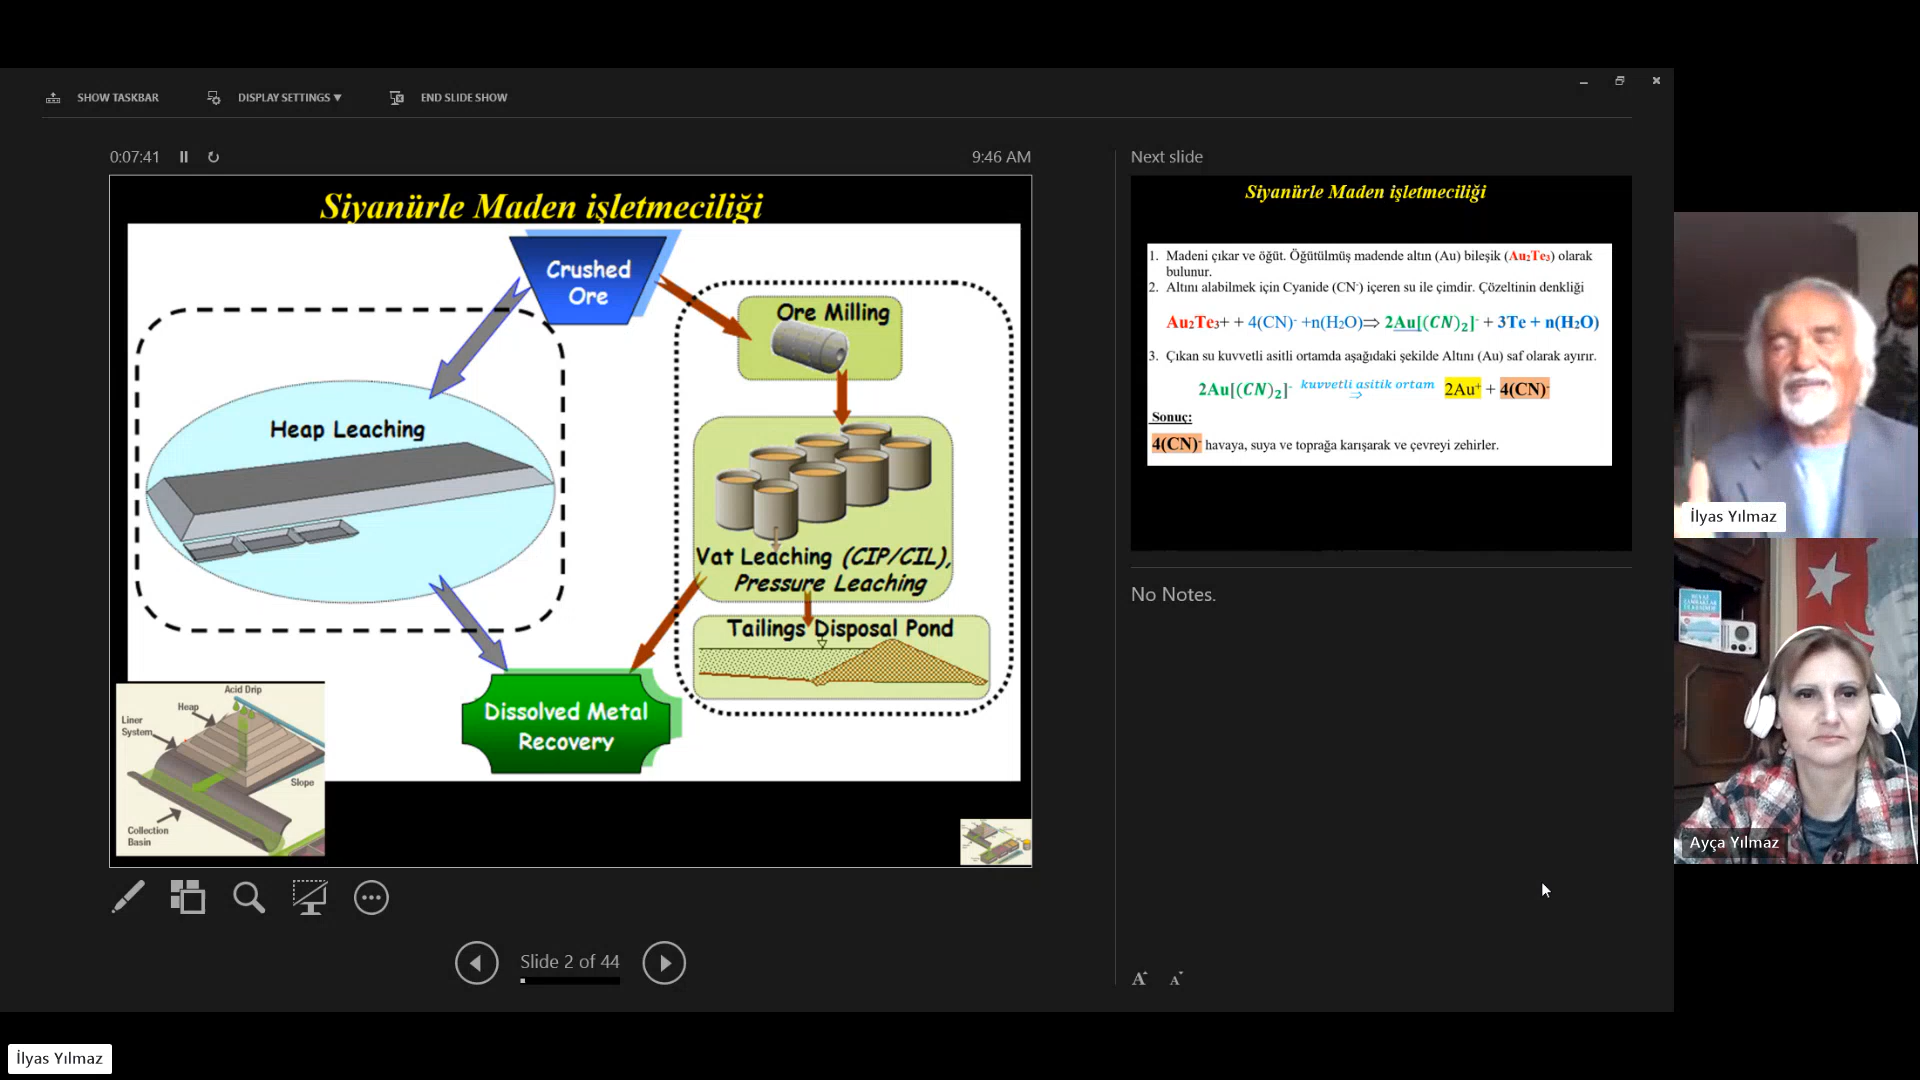 SHOW TASKBAR
DISPLAY SETTINGS ▼
END SLIDE SHOW
0:07:41
9:46 AM
Siyanürle Maden işletmeciliği
Crushed
Ore
Ore Milling
Heap Leaching
Vat Leaching (CIP/CIL),
Pressure Leaching
Tailings Disposal Pond
Dissolved Metal
Recovery
Acid Drip
Heap
Liner
System
Slope
Collection
Basin
Slide 2 of 44
Next slide
Siyanürle Maden işletmeciliği
1. Madeni çıkar ve öğüt. Öğütülmüş madende altın (Au) bileşik (Au₂Te₃) olarak
bulunur.
2. Altını alabilmek için Cyanide (CN⁻) içeren su ile çimdir. Çözeltinin denkliği
Au₂Te₃+ + 4(CN)⁻ +n(H₂O)⇒ 2Au[(CN)₂]⁻ + 3Te + n(H₂O)
3. Çıkan su kuvvetli asitli ortamda aşağıdaki şekilde Altını (Au) saf olarak ayırır.
2Au[(CN)₂]⁻ kuvvetli asitik ortam ⇒ 2Au⁺ + 4(CN)⁻
Sonuç:
4(CN)⁻ havaya, suya ve toprağa karışarak ve çevreyi zehirler.
No Notes.
A A
İlyas Yılmaz
Ayça Yılmaz
İlyas Yılmaz